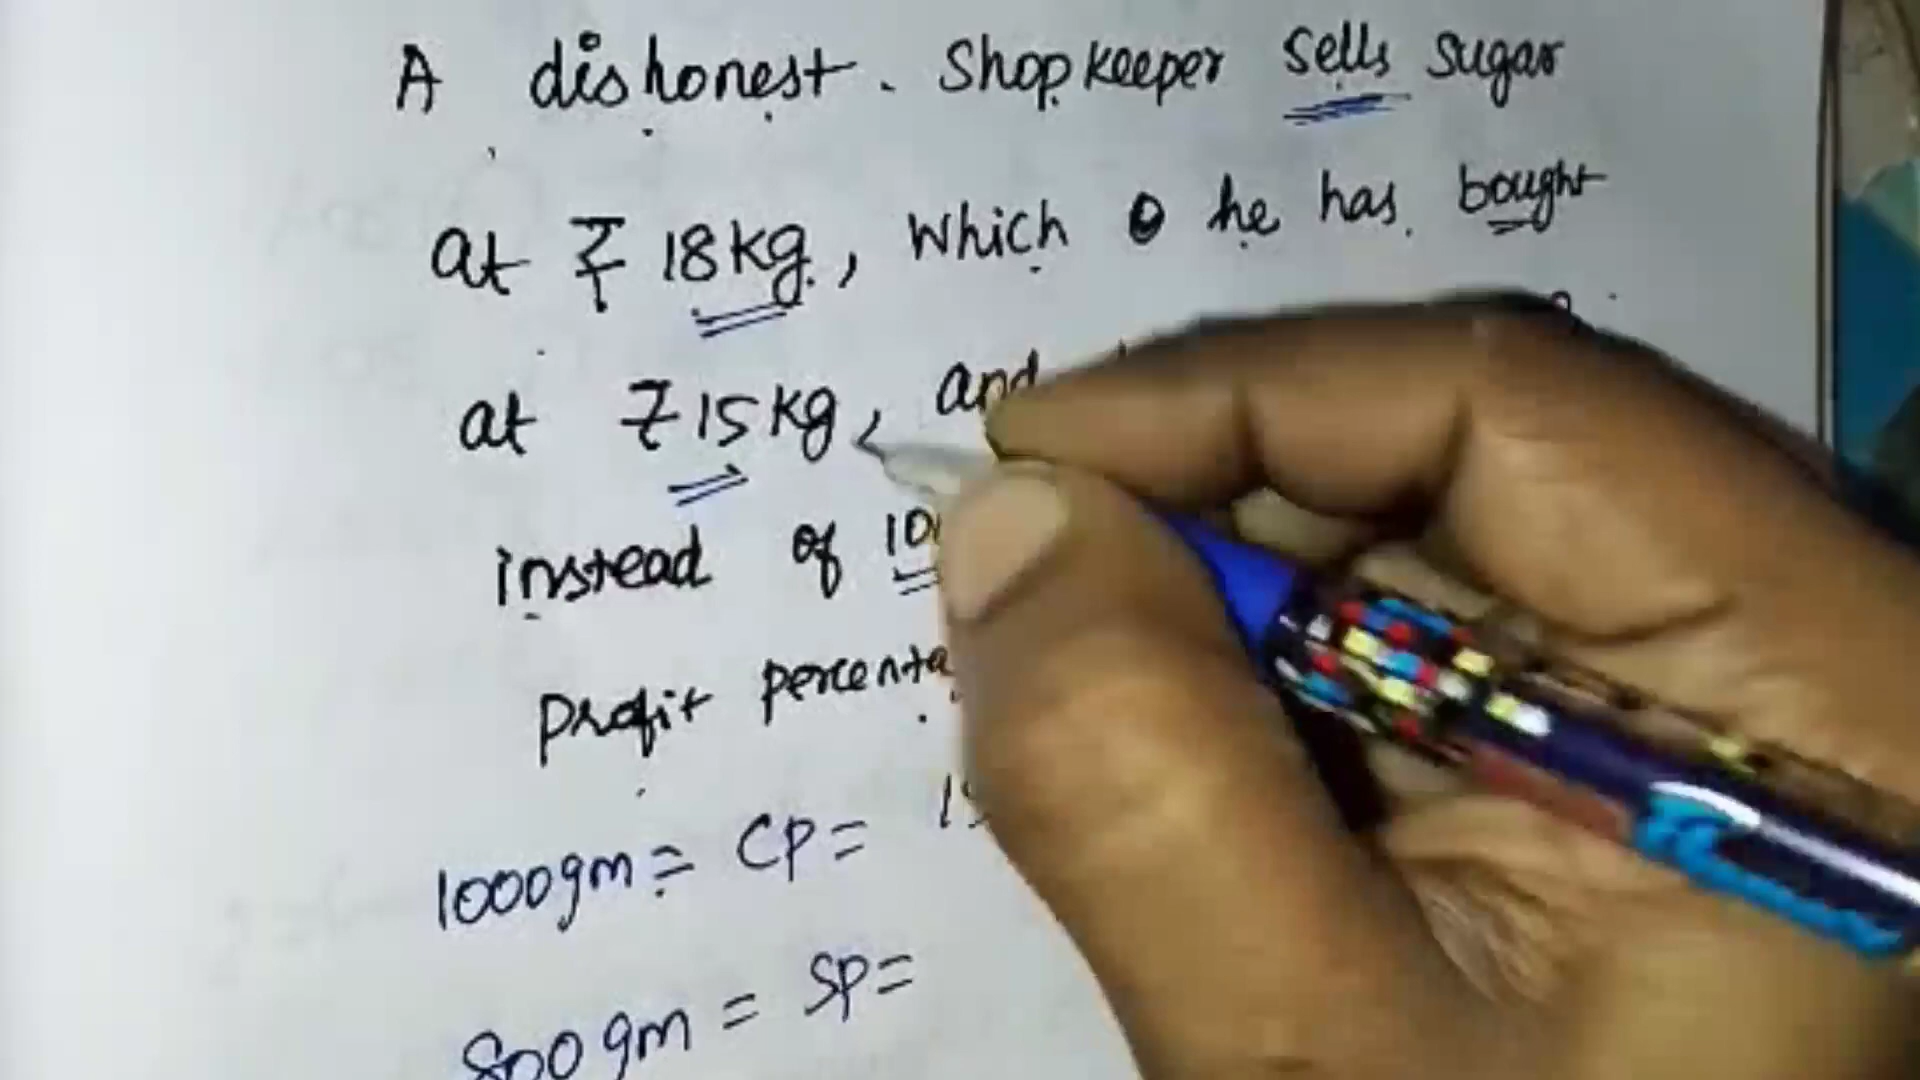 A dishonest. Shopkeeper sells sugar
at ₹ 18kg, Which he has bought
at ₹ 15kg, and
instead of
Profit
1000gm = CP =
800gm = SP =